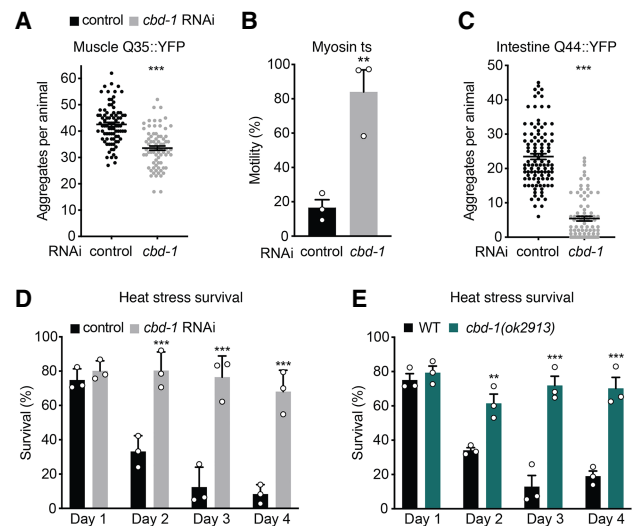 control cbd-1 RNAi
A
Muscle Q35::YFP
***
Aggregates per animal
60
50
40
30
20
10
0
RNAi control cbd-1
B
Myosin ts
**
Motility (%)
100
80
60
40
20
0
RNAi control cbd-1
C
Intestine Q44::YFP
***
Aggregates per animal
50
40
30
20
10
0
RNAi control cbd-1
D
Heat stress survival
control cbd-1 RNAi
*** *** ***
Survival (%)
100
80
60
40
20
0
Day 1 Day 2 Day 3 Day 4
E
Heat stress survival
WT cbd-1(ok2913)
** *** ***
Survival (%)
100
80
60
40
20
0
Day 1 Day 2 Day 3 Day 4